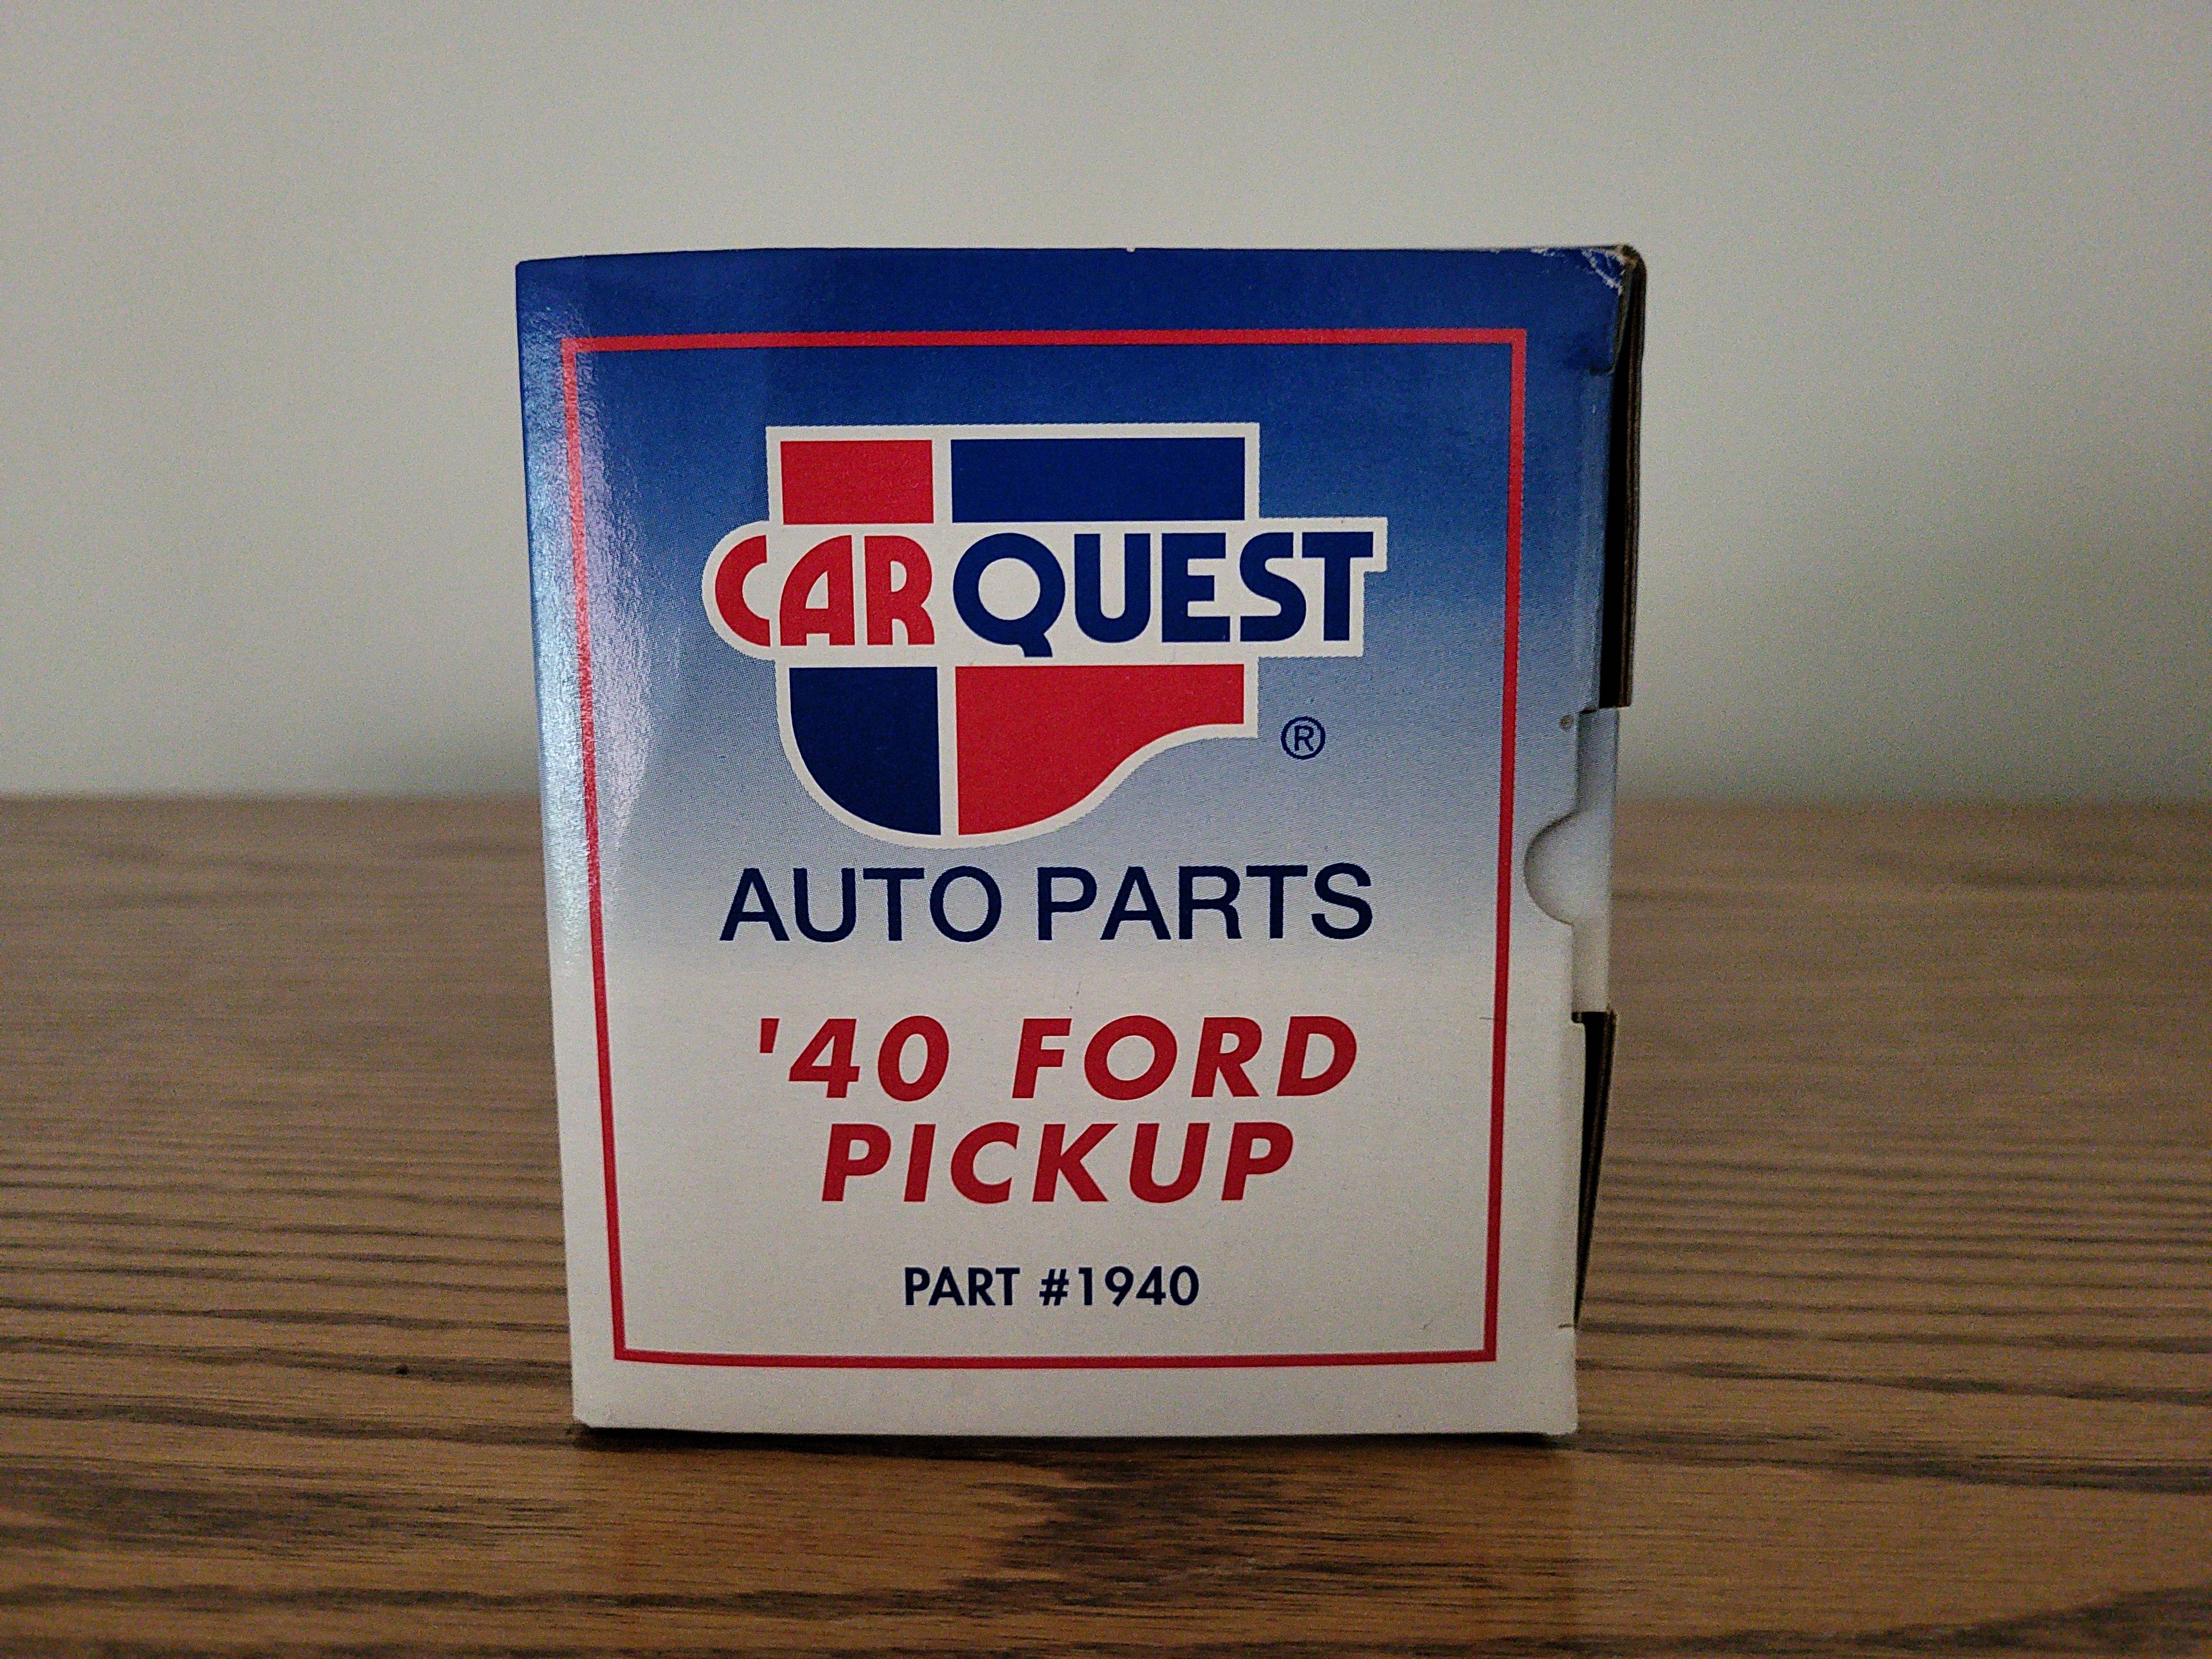 CARQUEST
®
AUTO PARTS
'40 FORD
PICKUP
PART #1940